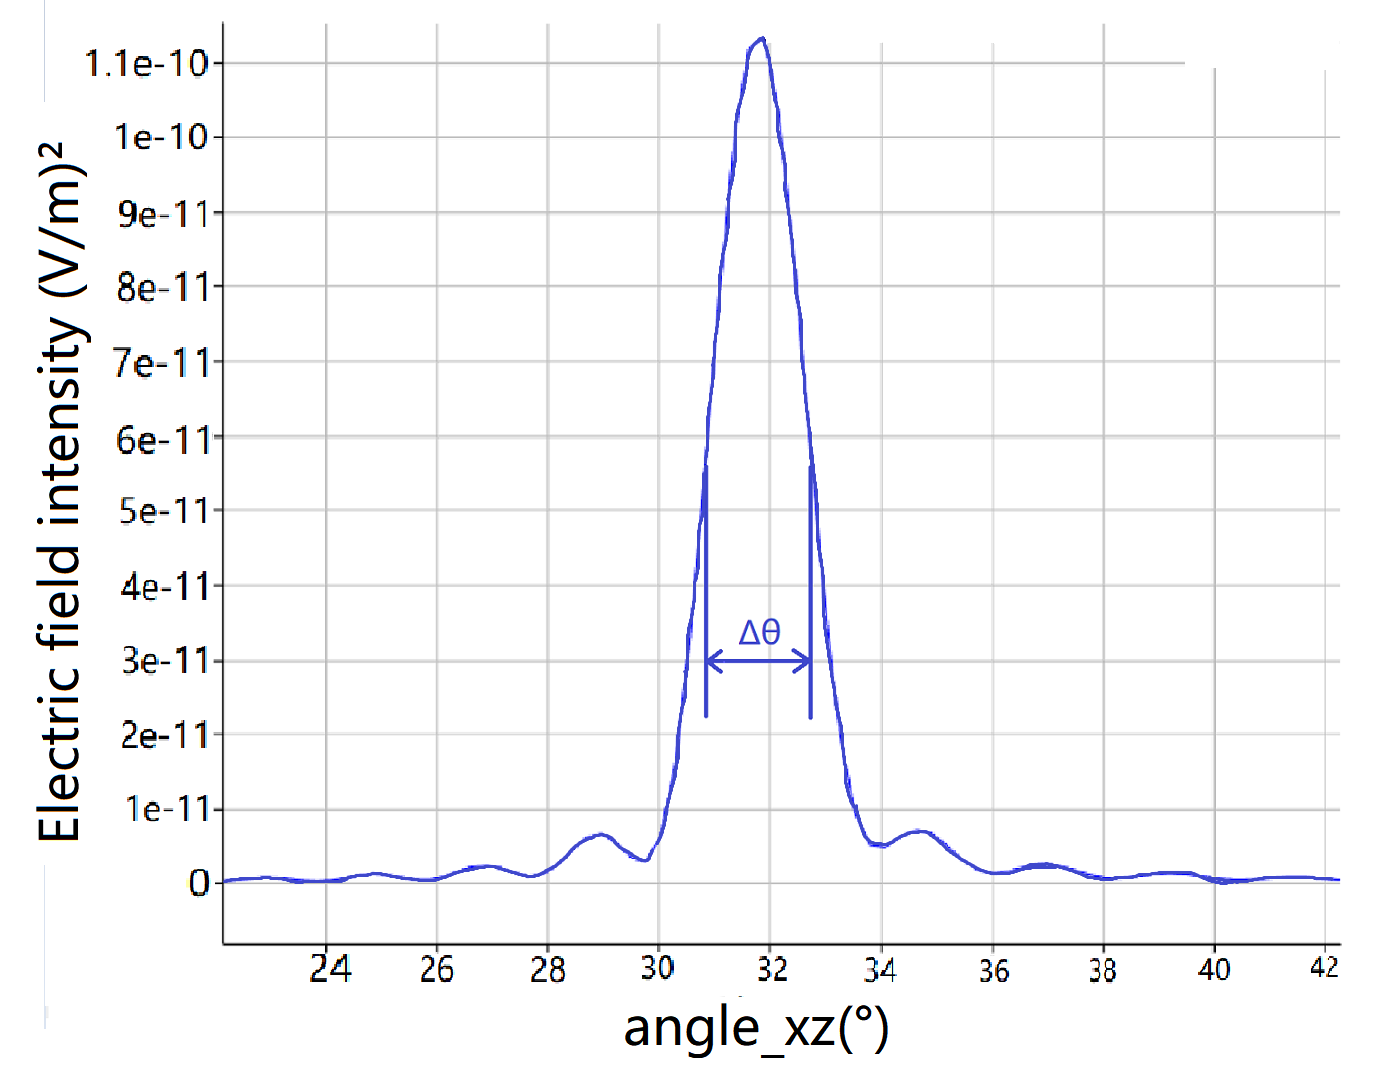 Electric field intensity (V/m)²
1.1e-10
1e-10
9e-11
8e-11
7e-11
6e-11
5e-11
4e-11
3e-11
2e-11
1e-11
0
Δθ
24 26 28 30 32 34 36 38 40 42
angle_xz(°)